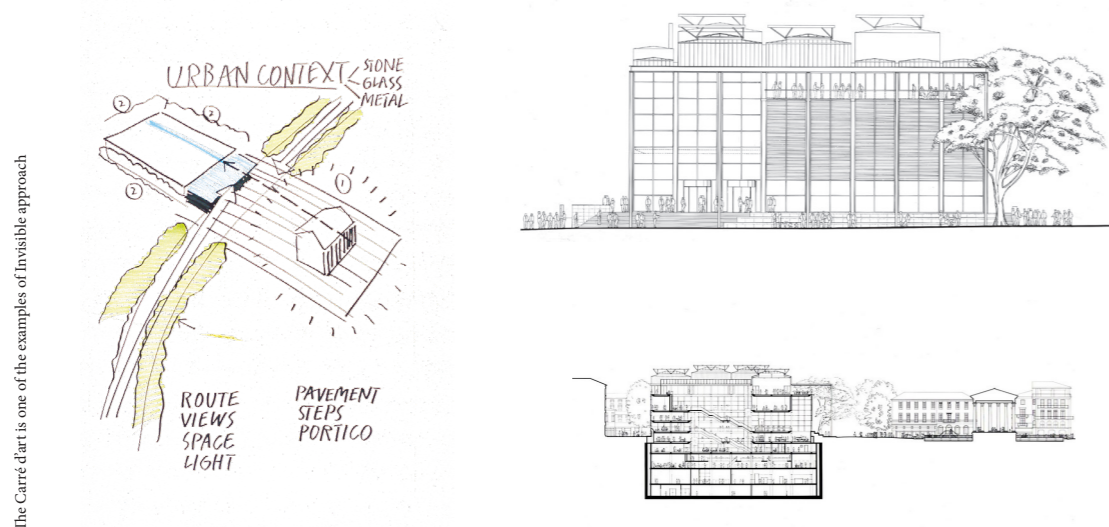 The Carré d'art is one of the examples of Invisible approach
URBAN CONTEXT
STONE
GLASS
METAL
2
2
2
1
ROUTE
VIEWS
SPACE
LIGHT
PAVEMENT
STEPS
PORTICO